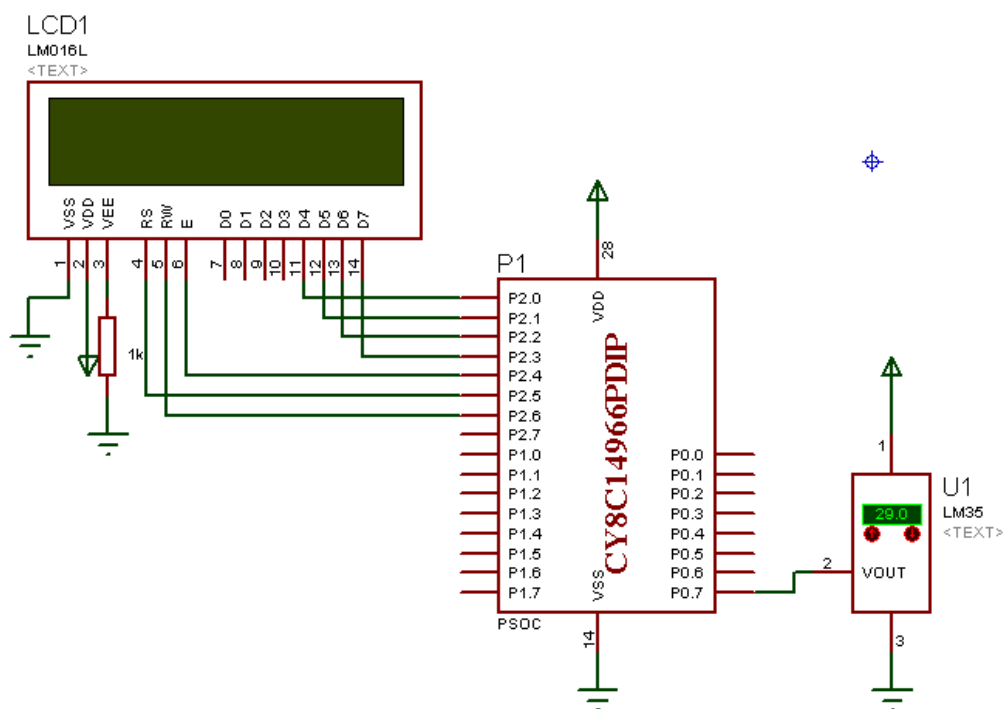 LCD1
LM016L
<TEXT>
VSS VDD VEE RS RW E D0 D1 D2 D3 D4 D5 D6 D7
1 2 3 4 5 6 7 8 9 10 11 12 13 14
1k
P1
28
VDD
P2.0
P2.1
P2.2
P2.3
P2.4
P2.5
P2.6
P2.7
P1.0
P1.1
P1.2
P1.3
P1.4
P1.5
P1.6
P1.7
CY8C14966PDIP
P0.0
P0.1
P0.2
P0.3
P0.4
P0.5
P0.6
P0.7
VSS
PSOC
14
1
U1
LM35
<TEXT>
29.0
2
VOUT
3